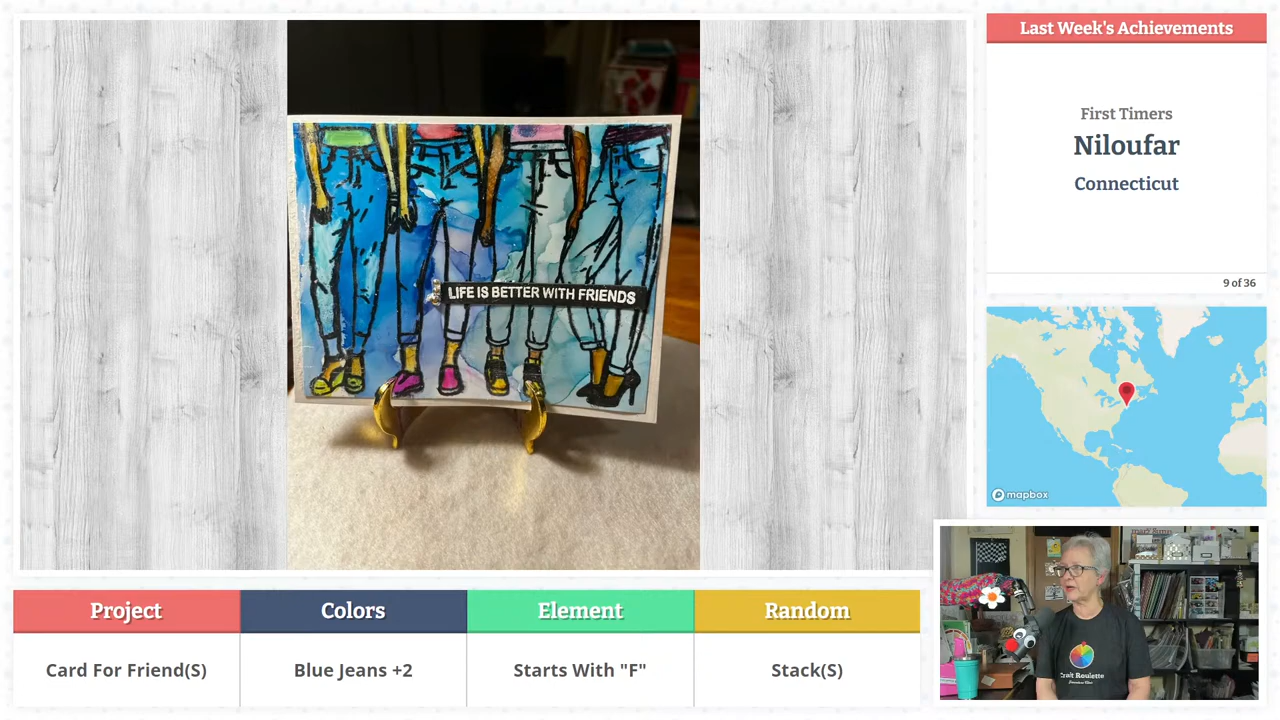 Last Week's Achievements
First Timers
Niloufar
Connecticut
9 of 36
LIFE IS BETTER WITH FRIENDS
mapbox
Craft Roulette
Project
Colors
Element
Random
Card For Friend(S)
Blue Jeans +2
Starts With "F"
Stack(S)